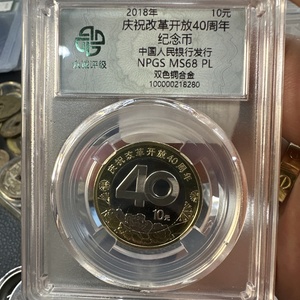 2018年 10元
庆祝改革开放40周年
纪念币
中国人民银行发行
NPGS MS68 PL
双色铜合金
100000218280
庆祝改革开放40周年
40
10元